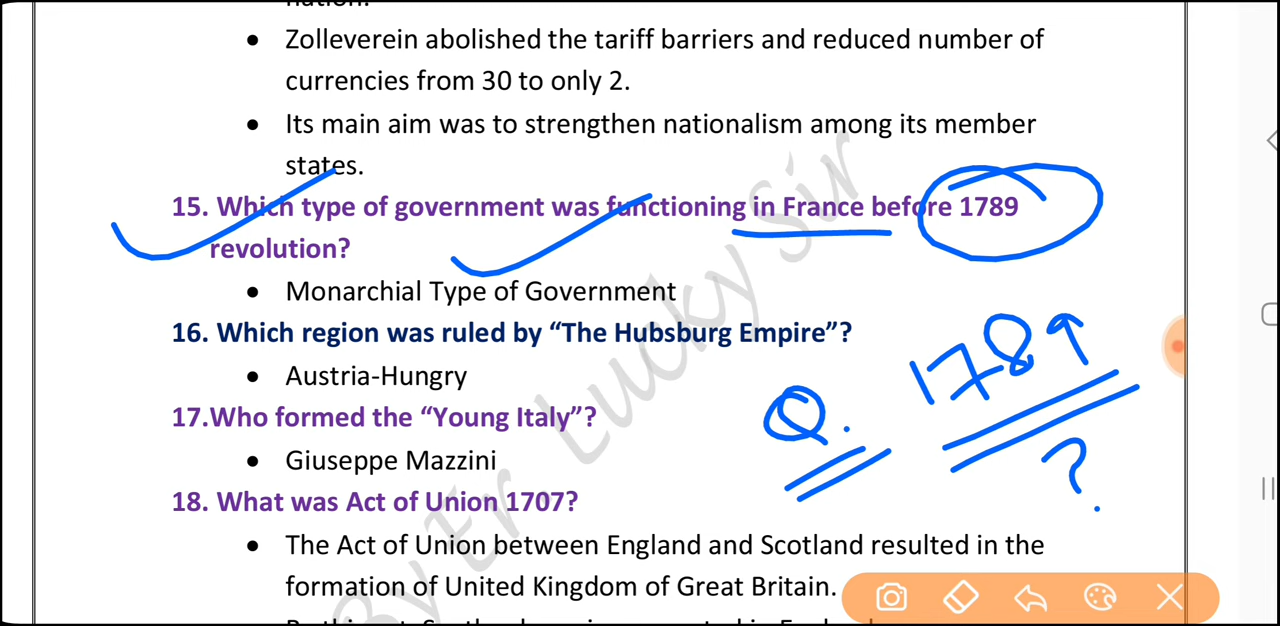 nation.
• Zolleverein abolished the tariff barriers and reduced number of
currencies from 30 to only 2.
• Its main aim was to strengthen nationalism among its member
states.
15. Which type of government was functioning in France before 1789
revolution?
• Monarchial Type of Government
16. Which region was ruled by “The Hubsburg Empire”?
• Austria-Hungry
17.Who formed the “Young Italy”?
• Giuseppe Mazzini
18. What was Act of Union 1707?
• The Act of Union between England and Scotland resulted in the
formation of United Kingdom of Great Britain.
Q. 1789
?
By Er. Lucky Sir